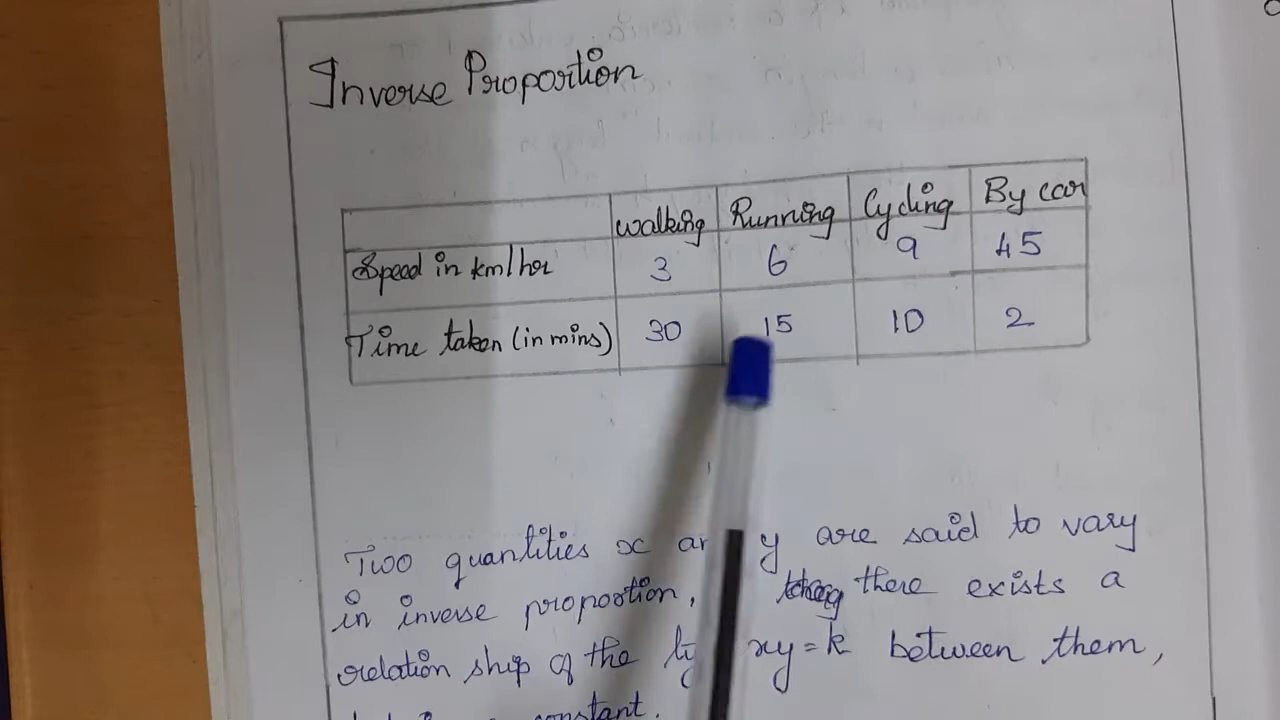 Inverse Proportion
Walking Running Cycling By car
Speed in km/hr 3 6 9 45
Time taken (in mins) 30 15 10 2
Two quantities x y are said to vary
in inverse proportion, there exists a
relation ship of the xy=k between them,
constant.